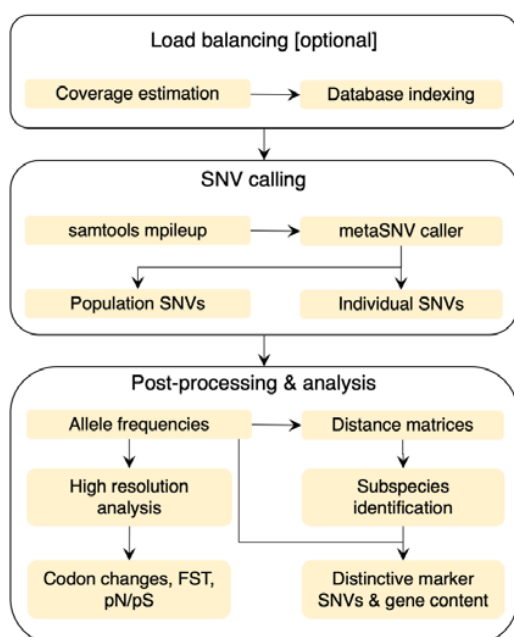 Load balancing [optional]
Coverage estimation
Database indexing
SNV calling
samtools mpileup
metaSNV caller
Population SNVs
Individual SNVs
Post-processing & analysis
Allele frequencies
Distance matrices
High resolution
analysis
Subspecies
identification
Codon changes, FST,
pN/pS
Distinctive marker
SNVs & gene content